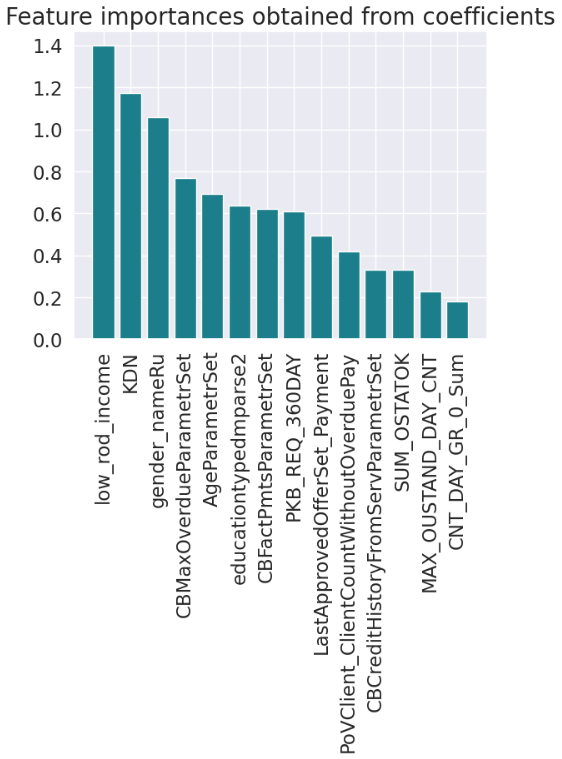 Feature importances obtained from coefficients
1.4
1.2
1.0
0.8
0.6
0.4
0.2
0.0
low_rod_income
KDN
gender_nameRu
CBMaxOverdueParametrSet
AgeParametrSet
educationtypedmparse2
CBFactPmtsParametrSet
PKB_REQ_360DAY
LastApprovedOfferSet_Payment
PoVClient_ClientCountWithoutOverduePay
CBCreditHistoryFromServParametrSet
SUM_OSTATOK
MAX_OUSTAND_DAY_CNT
CNT_DAY_GR_0_Sum